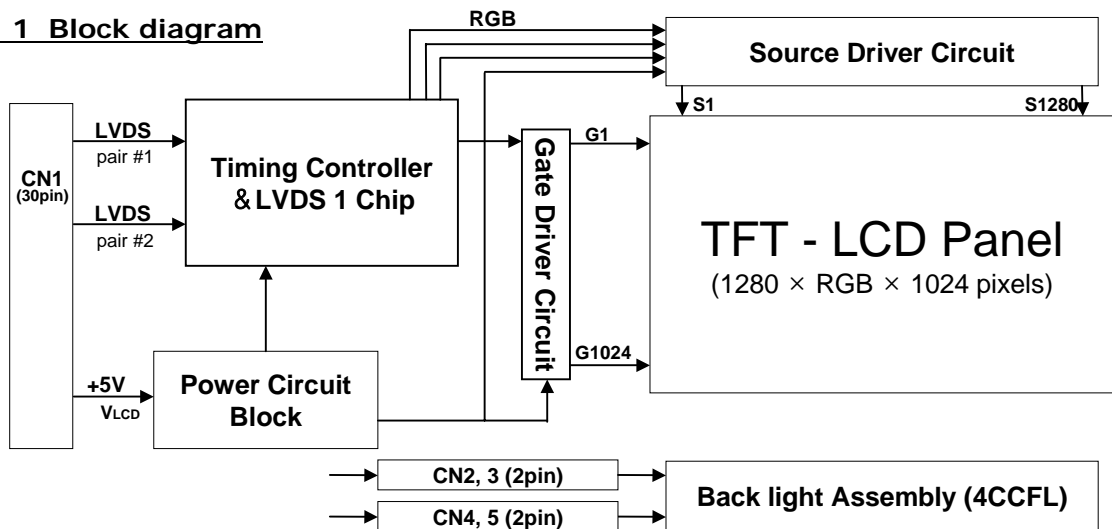 1 Block diagram
RGB
Source Driver Circuit
S1
S1280
LVDS
pair #1
CN1
(30pin)
LVDS
pair #2
Timing Controller
&LVDS 1 Chip
G1
Gate Driver Circuit
G1024
TFT - LCD Panel
(1280 × RGB × 1024 pixels)
+5V
VLCD
Power Circuit
Block
CN2, 3 (2pin)
CN4, 5 (2pin)
Back light Assembly (4CCFL)